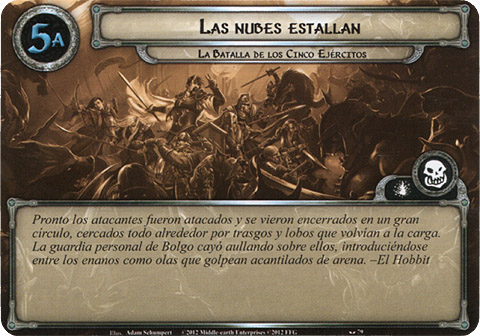 5A
LAS NUBES ESTALLAN
LA BATALLA DE LOS CINCO EJÉRCITOS
Pronto los atacantes fueron atacados y se vieron encerrados en un gran
círculo, cercados todo alrededor por trasgos y lobos que volvían a la carga.
La guardia personal de Bolgo cayó aullando sobre ellos, introduciéndose
entre los enanos como olas que golpean acantilados de arena. –El Hobbit
Illus. Adam Schumpert ©2012 Middle-earth Enterprises ©2012 FFG